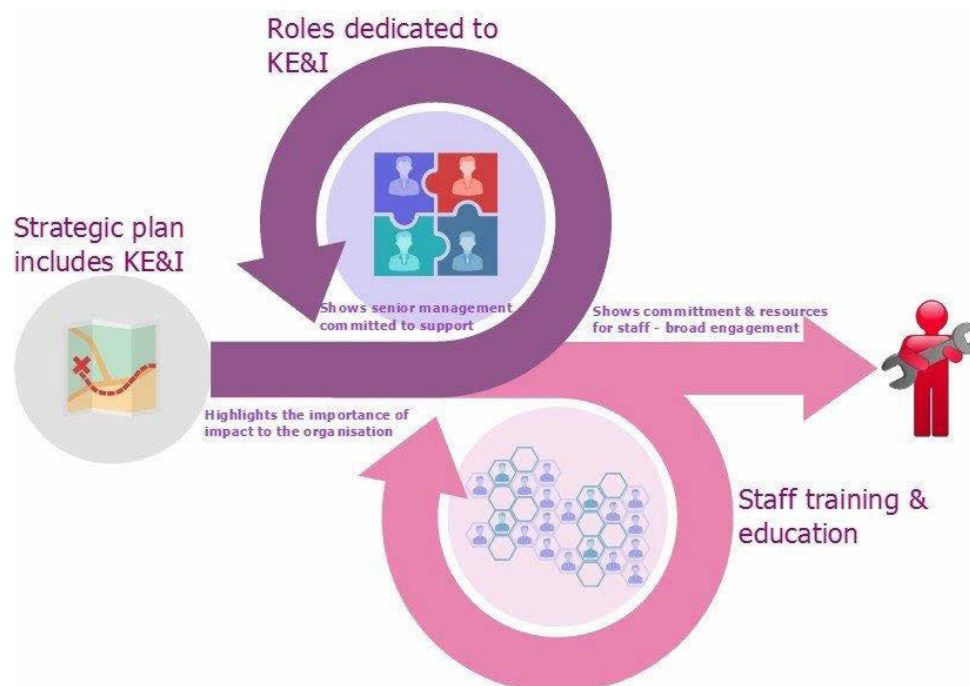 Roles dedicated to
KE&I
Strategic plan
includes KE&I
Shows senior management
committed to support
Shows committment & resources
for staff - broad engagement
Highlights the importance of
impact to the organisation
Staff training &
education